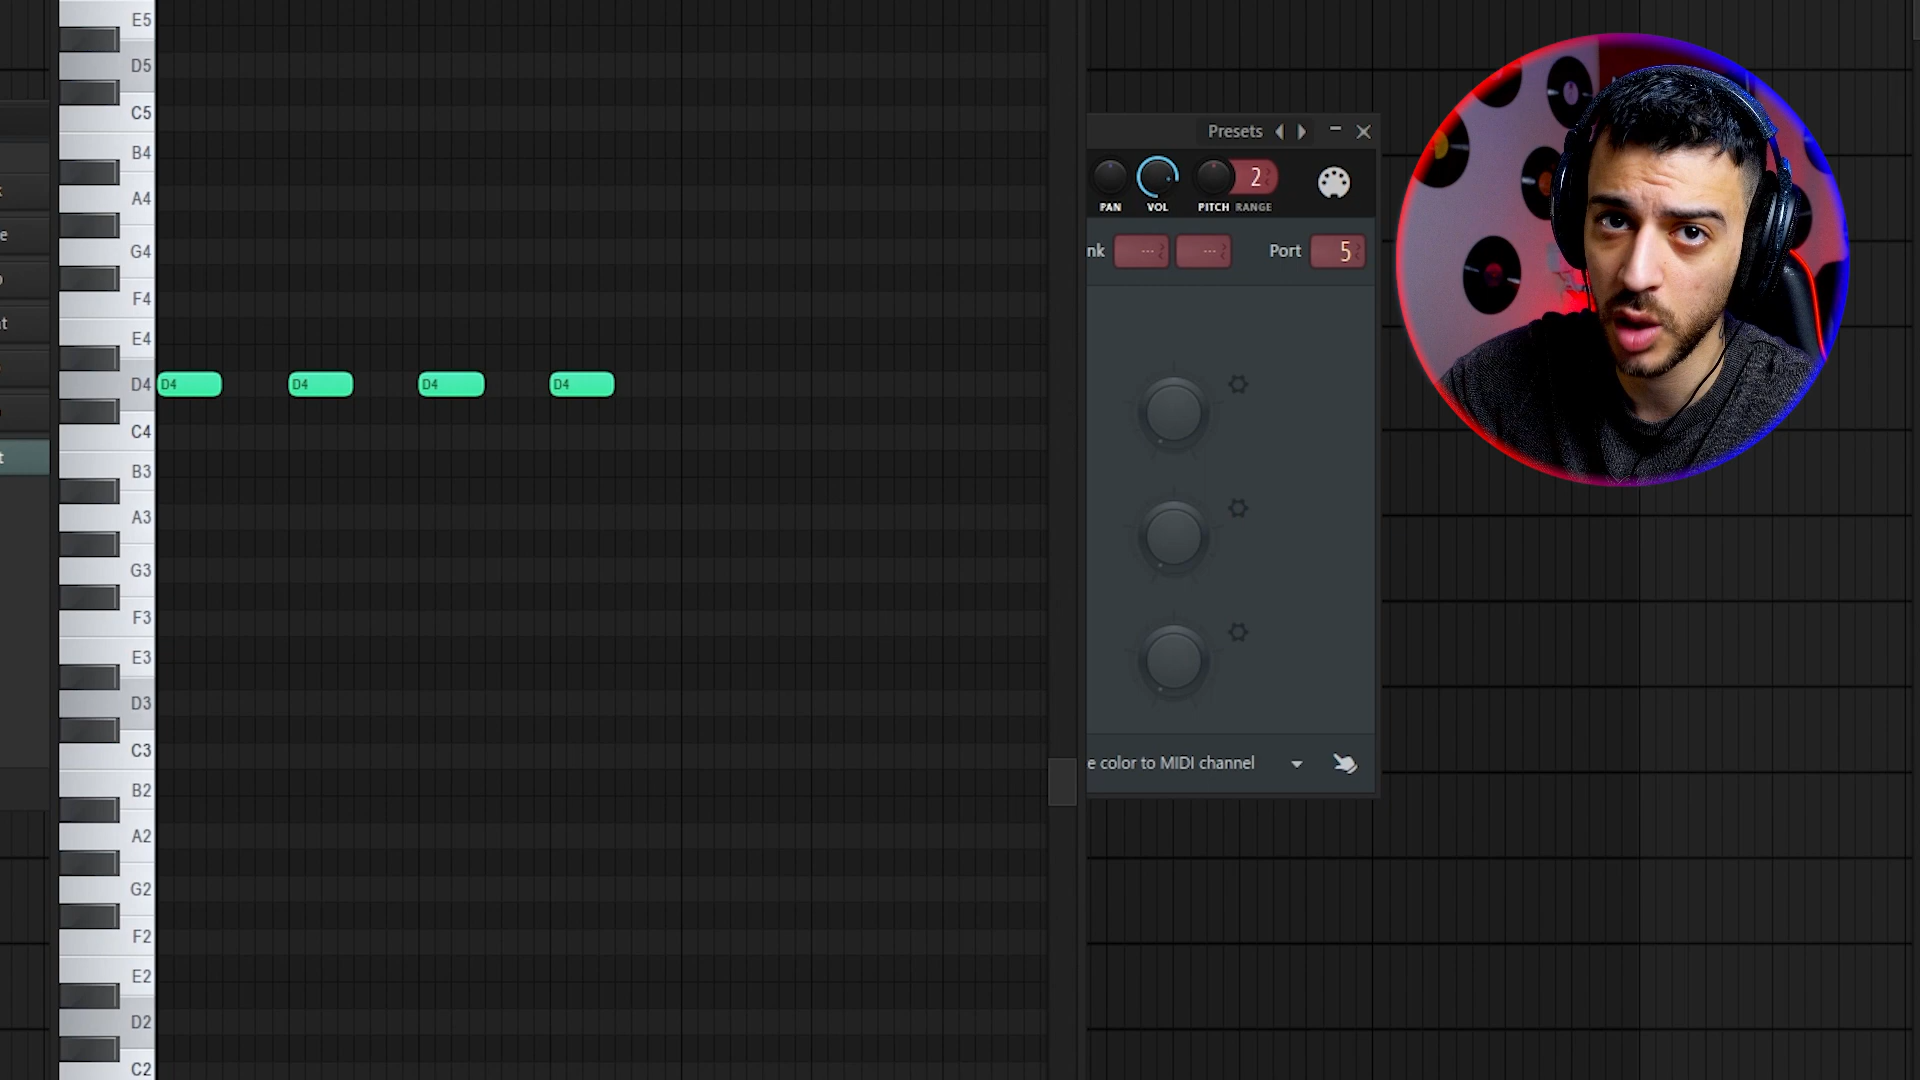 E5
D5
C5
B4
A4
G4
F4
E4
D4
C4
B3
A3
G3
F3
E3
D3
C3
B2
A2
G2
F2
E2
D2
C2
D4 D4 D4 D4
Presets
2
PAN VOL PITCH RANGE
nk --- --- Port 5
e color to MIDI channel
e
t
t